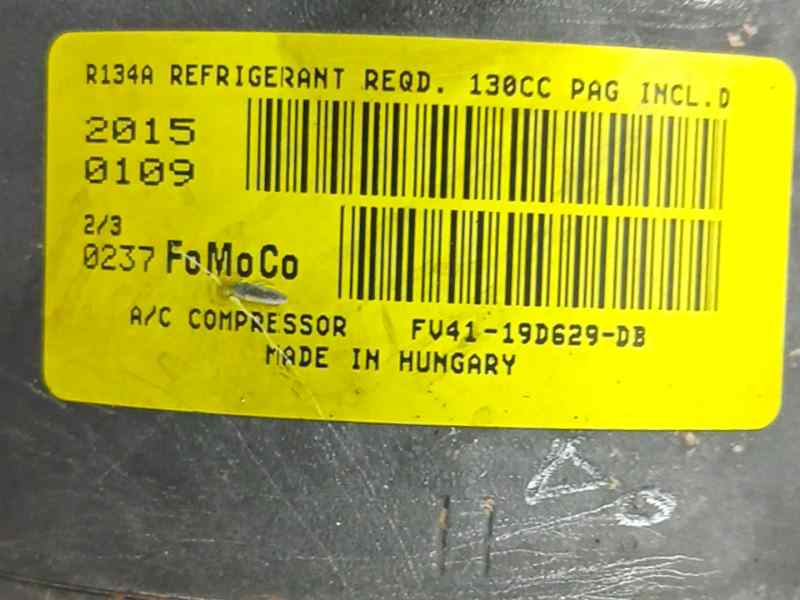 R134A REFRIGERANT REQD. 130CC PAG INCL.D
2015
0109
2/3
0237 FoMoCo
A/C COMPRESSOR FV41-19D629-DB
MADE IN HUNGARY